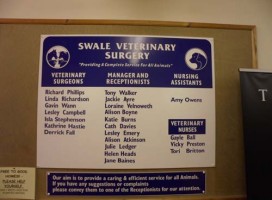 SWALE VETERINARY
SURGERY
"Providing A Complete Service For All Animals"
VETERINARY
SURGEONS
Richard Phillips
Linda Richardson
Gavin Wann
Lesley Campbell
Isla Stephenson
Kathrine Hastie
Derrick Fall
MANAGER AND
RECEPTIONISTS
Tony Walker
Jackie Ayre
Loraine Yelnoweth
Alison Boyne
Katie Burns
Cath Davies
Lesley Emery
Alison Atkinson
Julie Ledger
Helen Heads
Jane Baines
NURSING
ASSISTANTS
Amy Owens
VETERINARY
NURSES
Gayle Ball
Vicky Preston
Tori Britton
Our aim is to provide a caring & efficient service for all Animals.
If you have any suggestions or complaints
please convey them to one of the Receptionists for our attention.